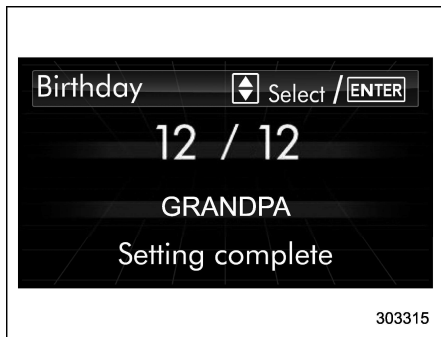 Birthday Select / ENTER
12 / 12
GRANDPA
Setting complete
303315